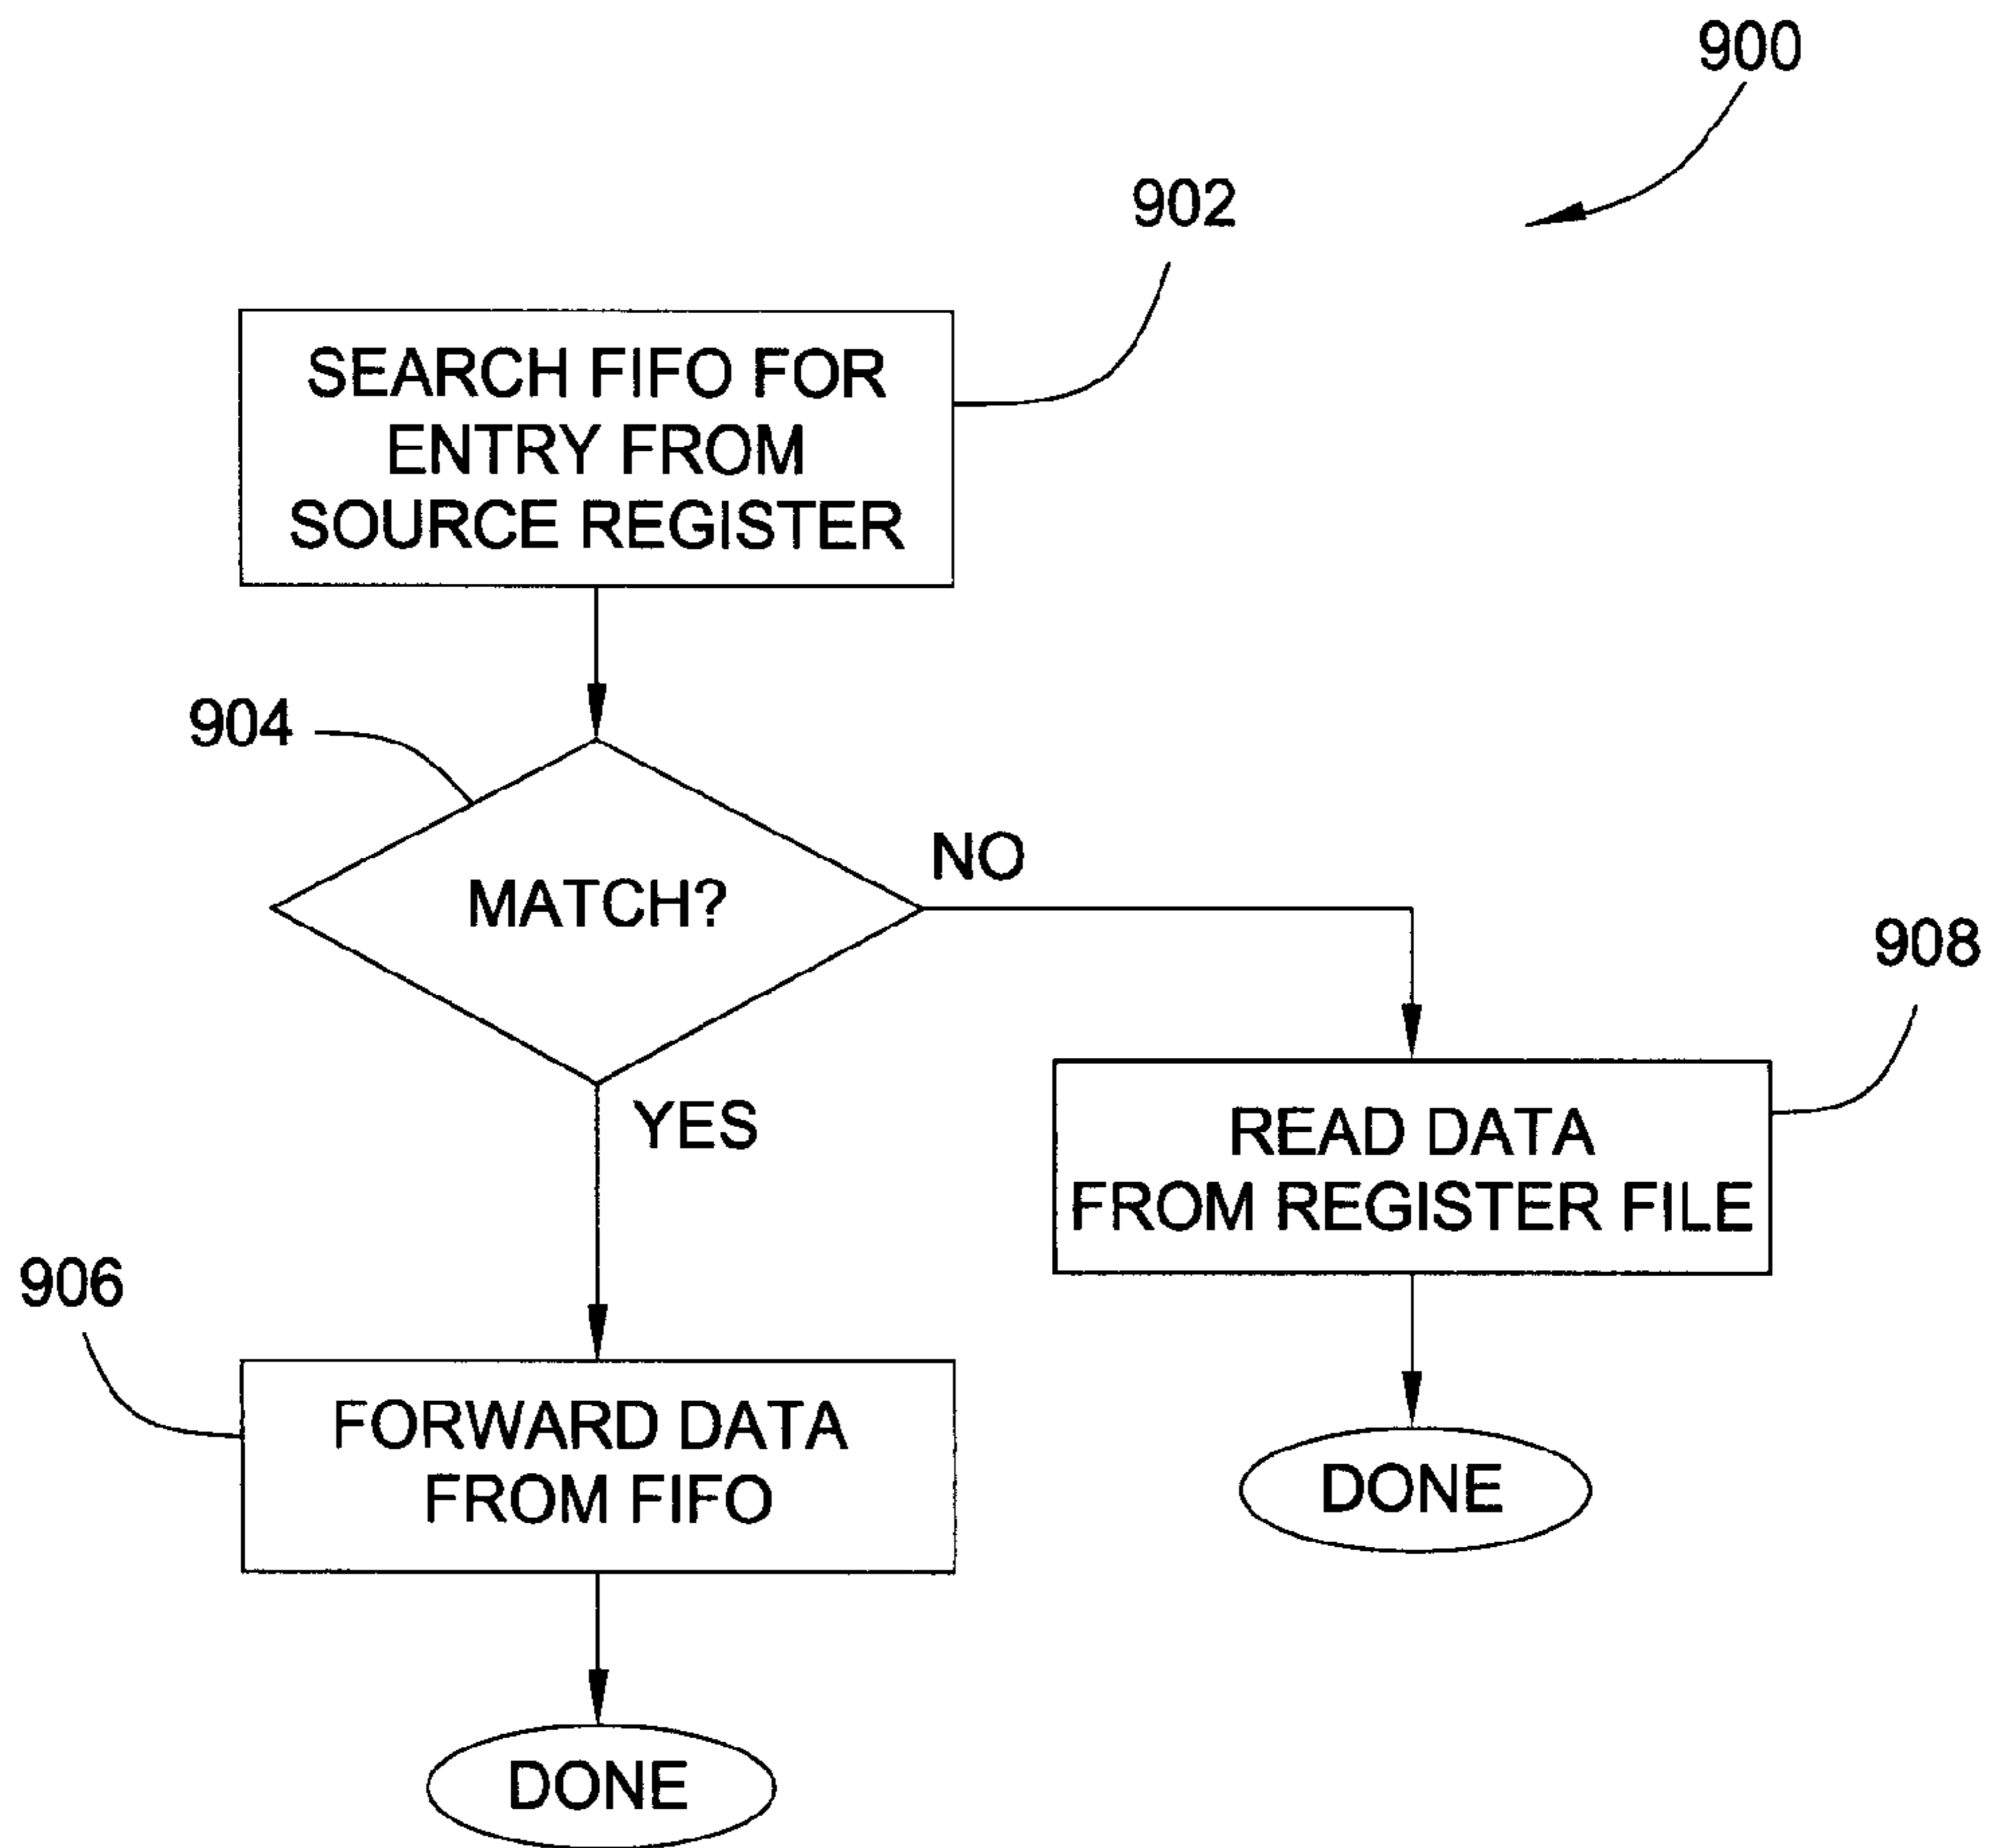 900
902
SEARCH FIFO FOR
ENTRY FROM
SOURCE REGISTER
904
MATCH?
NO
908
YES
READ DATA
FROM REGISTER FILE
906
FORWARD DATA
FROM FIFO
DONE
DONE